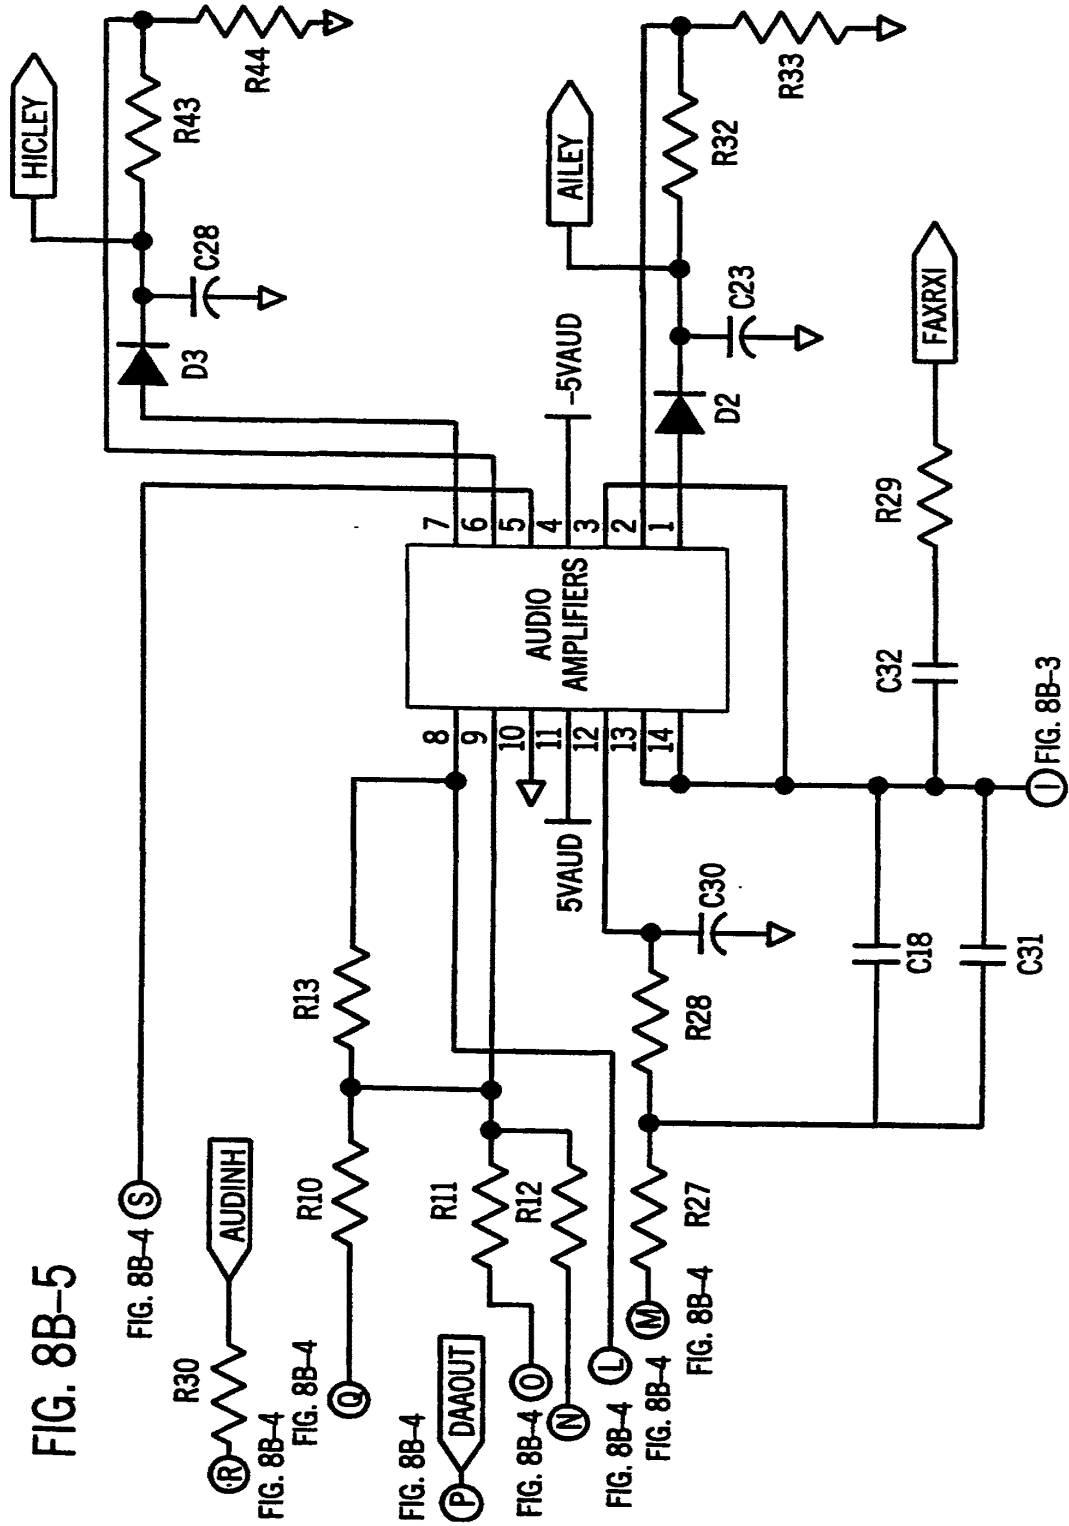 FIG. 8B-5
FIG. 8B-4
S
R
FIG. 8B-4
R30
AUDINH
Q
FIG. 8B-4
R10
R13
P
FIG. 8B-4
DAAOUT
O
FIG. 8B-4
R11
N
R12
L
FIG. 8B-4
M
FIG. 8B-4
FIG. 8B-4
R27
R28
C30
C18
C31
5VAUD
8
9
10
11
12
13
14
AUDIO
AMPLIFIERS
7
6
5
4
3
2
1
-5VAUD
I
FIG. 8B-3
C32
R29
FAXRXI
D3
C28
HICLEY
R43
R44
D2
C23
AILEY
R32
R33